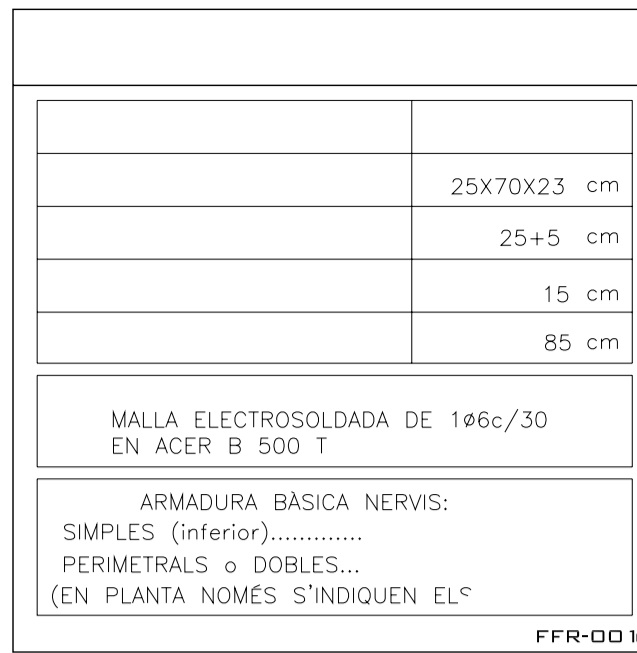 25X70X23 cm
25+5 cm
15 cm
85 cm
MALLA ELECTROSOLDADA DE 1ø6c/30
EN ACER B 500 T
ARMADURA BÀSICA NERVIS:
SIMPLES (inferior).............
PERIMETRALS o DOBLES...
(EN PLANTA NOMÉS S'INDIQUEN ELS